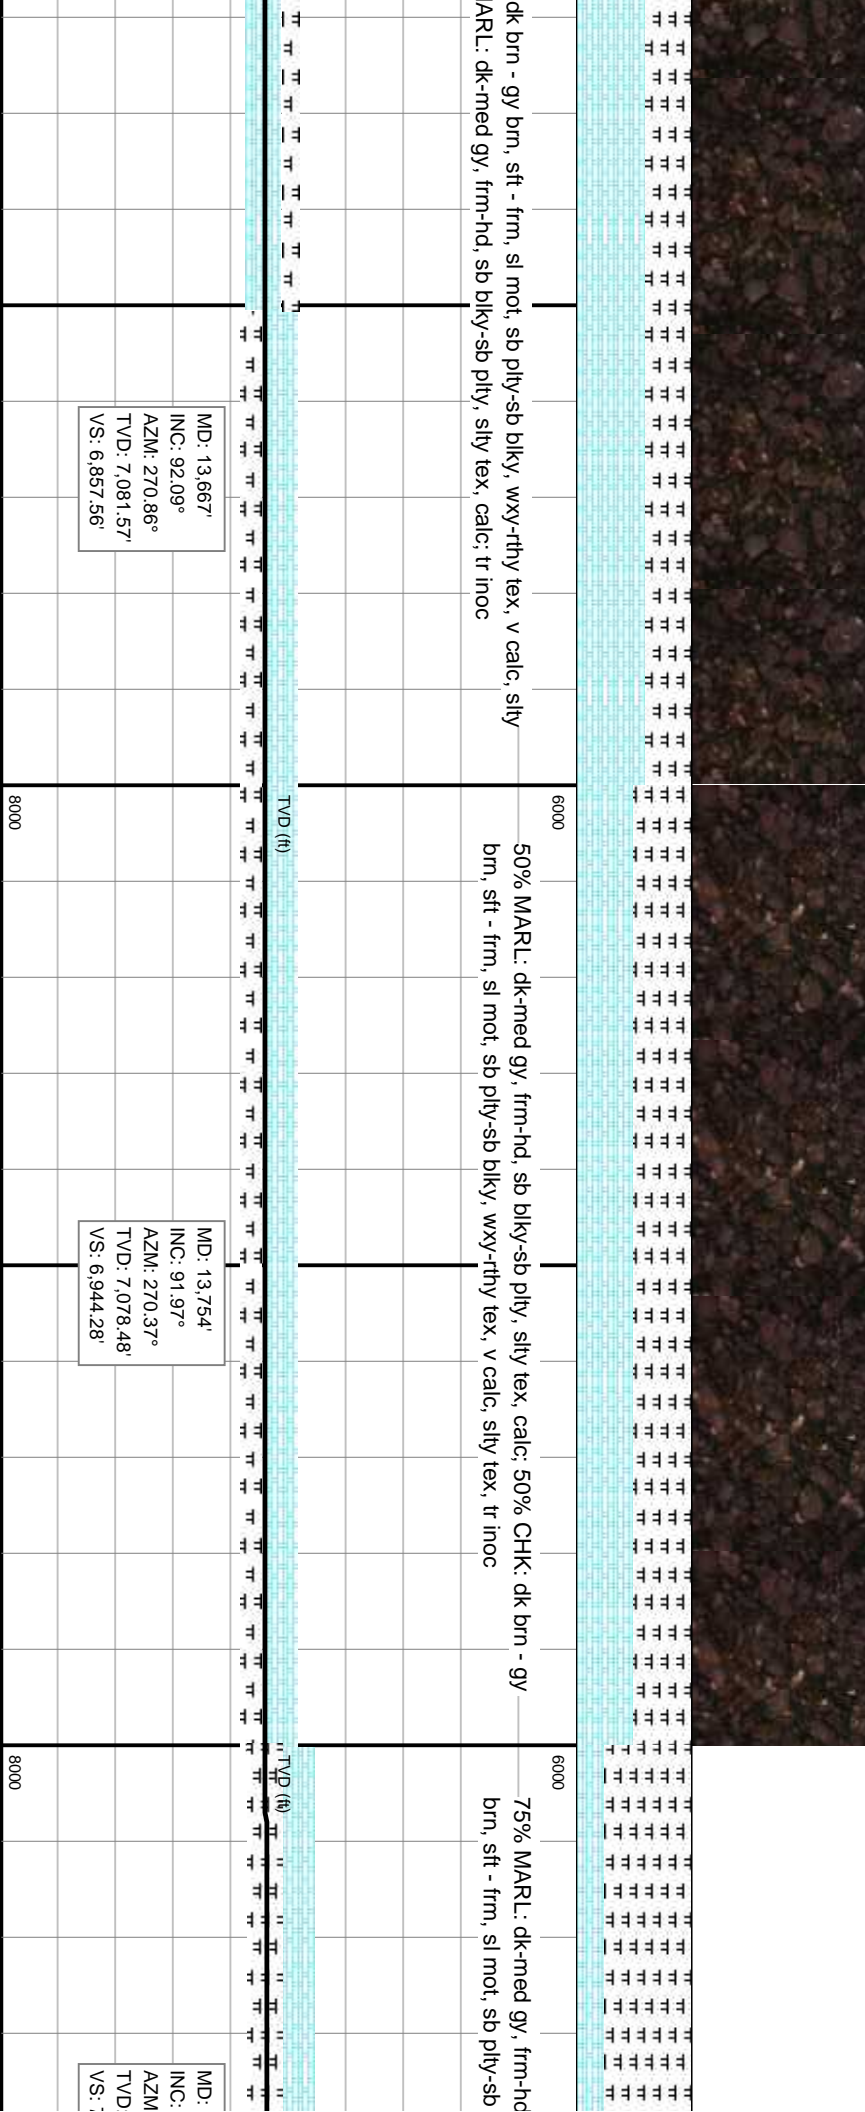 dk brn - gy brn, sft - frm, sl mot, sb plty-sb blky, wxy-rthy tex, v calc, slty
MARL: dk-med gy, frm-hd, sb blky-sb plty, slty tex, calc; tr inoc
MD: 13,667'
INC: 92.09°
AZM: 270.86°
TVD: 7,081.57'
VS: 6,857.56'
6000
TVD (ft)
8000
50% MARL: dk-med gy, frm-hd, sb blky-sb plty, slty tex, calc; 50% CHK: dk brn - gy
brn, sft - frm, sl mot, sb plty-sb blky, wxy-rthy tex, v calc, slty tex, tr inoc
MD: 13,754'
INC: 91.97°
AZM: 270.37°
TVD: 7,078.48'
VS: 6,944.28'
6000
TVD (ft)
8000
75% MARL: dk-med gy, frm-hd
brn, sft - frm, sl mot, sb plty-sb
MD:
INC:
AZM
TVD:
VS: